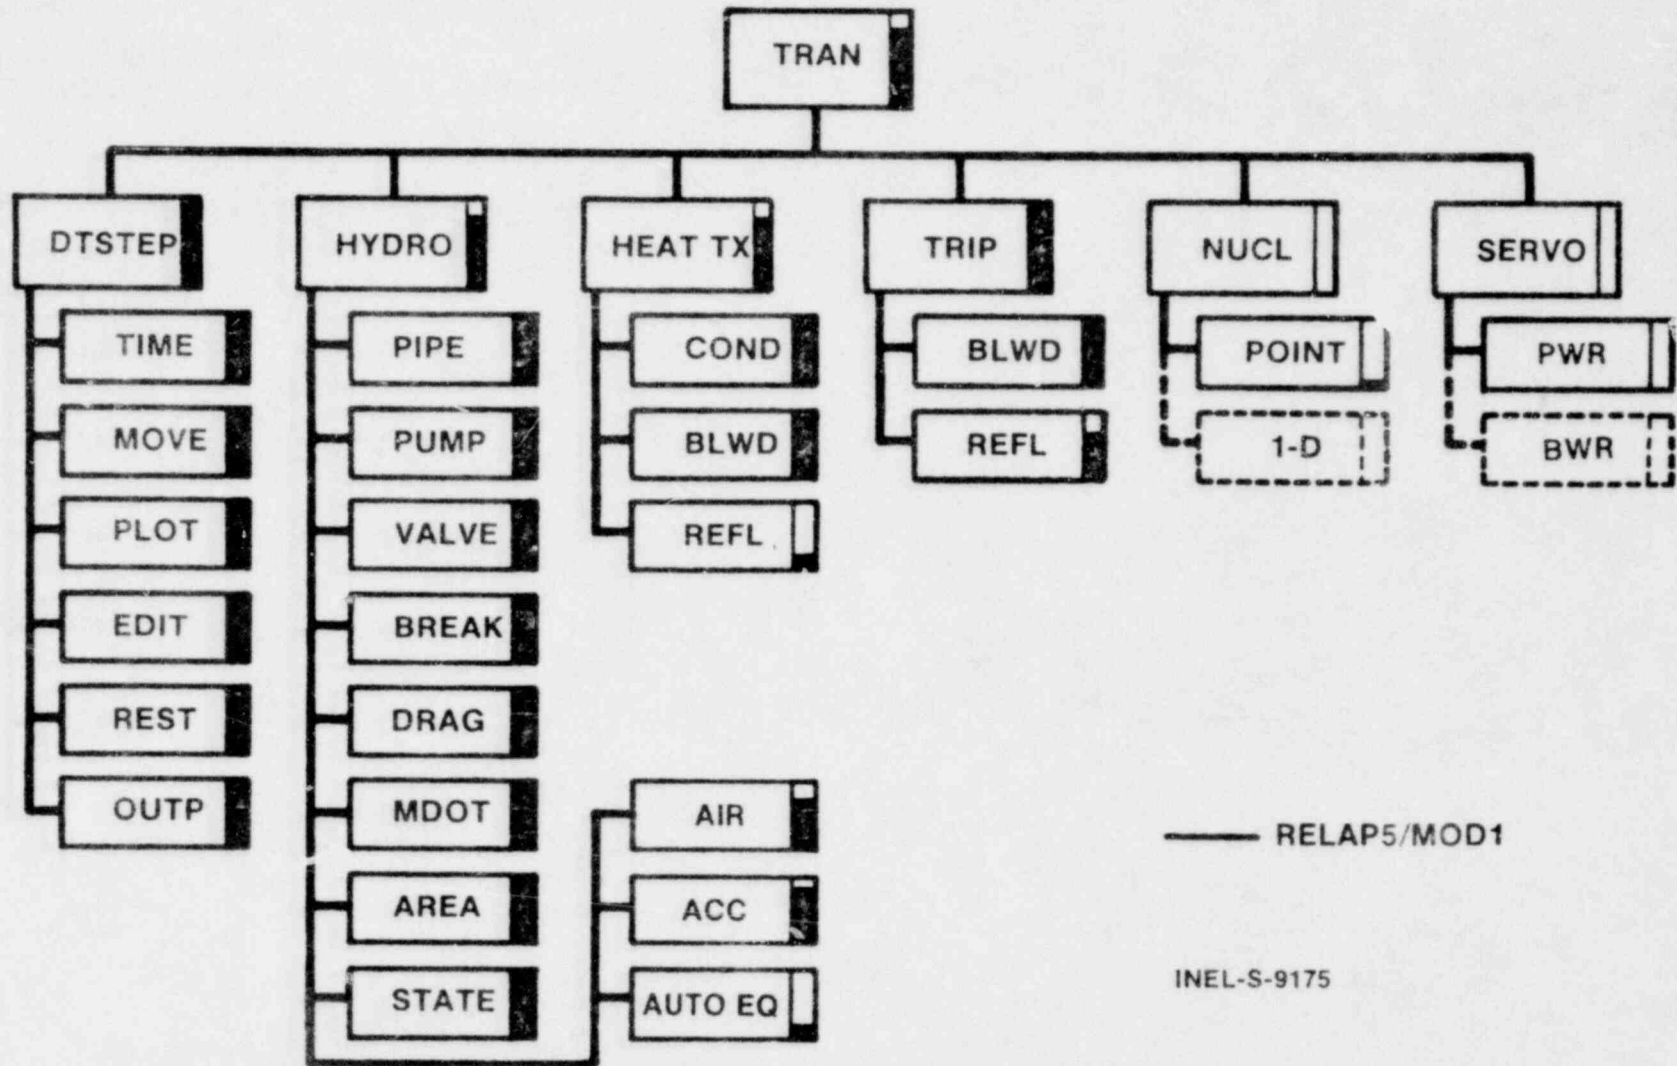 TRAN
DTSTEP
HYDRO
HEAT TX
TRIP
NUCL
SERVO
TIME
PIPE
COND
BLWD
POINT
PWR
MOVE
PUMP
BLWD
REFL
1-D
BWR
PLOT
VALVE
REFL
EDIT
BREAK
REST
DRAG
OUTP
MDOT
AIR
RELAP5/MOD1
AREA
ACC
STATE
AUTO EQ
INEL-S-9175